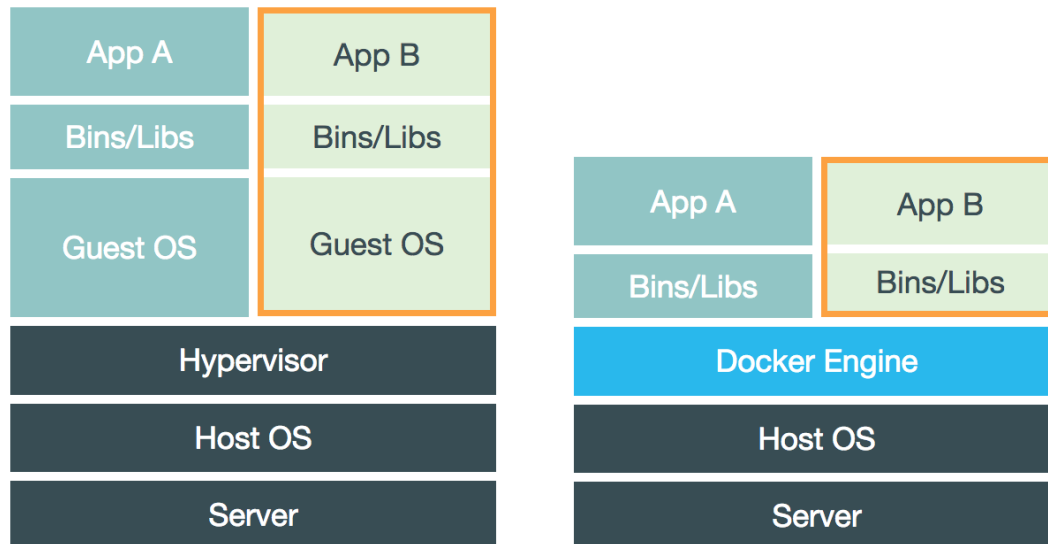 App A
App B
Bins/Libs
Bins/Libs
Guest OS
Guest OS
Hypervisor
Host OS
Server
App A
App B
Bins/Libs
Bins/Libs
Docker Engine
Host OS
Server